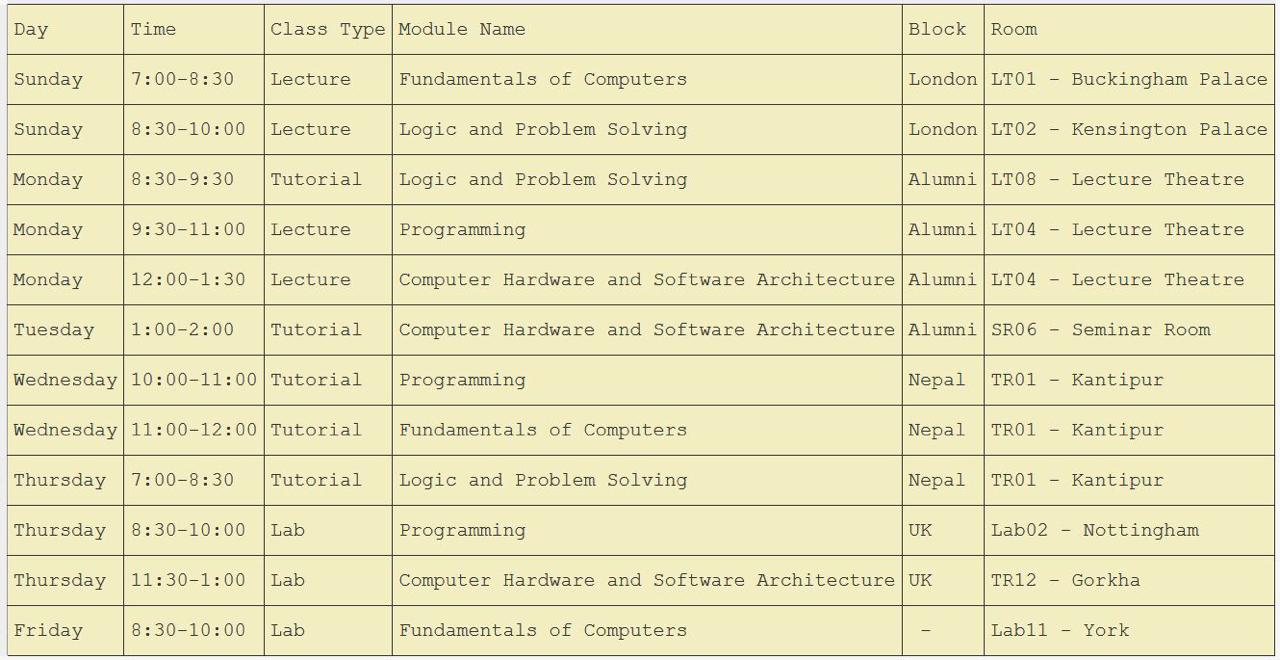 Day Time Class Type Module Name Block Room
Sunday 7:00-8:30 Lecture Fundamentals of Computers London LT01 - Buckingham Palace
Sunday 8:30-10:00 Lecture Logic and Problem Solving London LT02 - Kensington Palace
Monday 8:30-9:30 Tutorial Logic and Problem Solving Alumni LT08 - Lecture Theatre
Monday 9:30-11:00 Lecture Programming Alumni LT04 - Lecture Theatre
Monday 12:00-1:30 Lecture Computer Hardware and Software Architecture Alumni LT04 - Lecture Theatre
Tuesday 1:00-2:00 Tutorial Computer Hardware and Software Architecture Alumni SR06 - Seminar Room
Wednesday 10:00-11:00 Tutorial Programming Nepal TR01 - Kantipur
Wednesday 11:00-12:00 Tutorial Fundamentals of Computers Nepal TR01 - Kantipur
Thursday 7:00-8:30 Tutorial Logic and Problem Solving Nepal TR01 - Kantipur
Thursday 8:30-10:00 Lab Programming UK Lab02 - Nottingham
Thursday 11:30-1:00 Lab Computer Hardware and Software Architecture UK TR12 - Gorkha
Friday 8:30-10:00 Lab Fundamentals of Computers - Lab11 - York